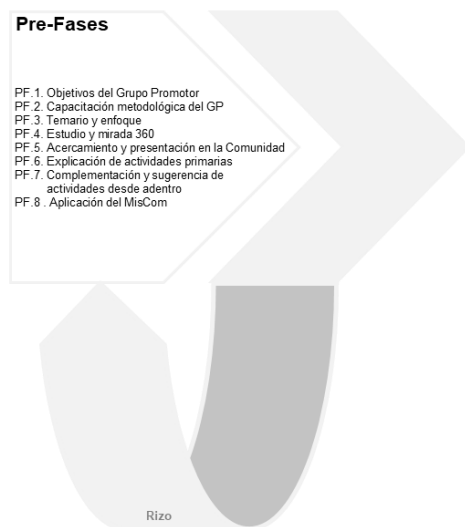 Pre-Fases
PF.1. Objetivos del Grupo Promotor
PF.2. Capacitación metodológica del GP
PF.3. Temario y enfoque
PF.4. Estudio y mirada 360
PF.5. Acercamiento y presentación en la Comunidad
PF.6. Explicación de actividades primarias
PF.7. Complementación y sugerencia de
actividades desde adentro
PF.8 . Aplicación del MisCom
Rizo